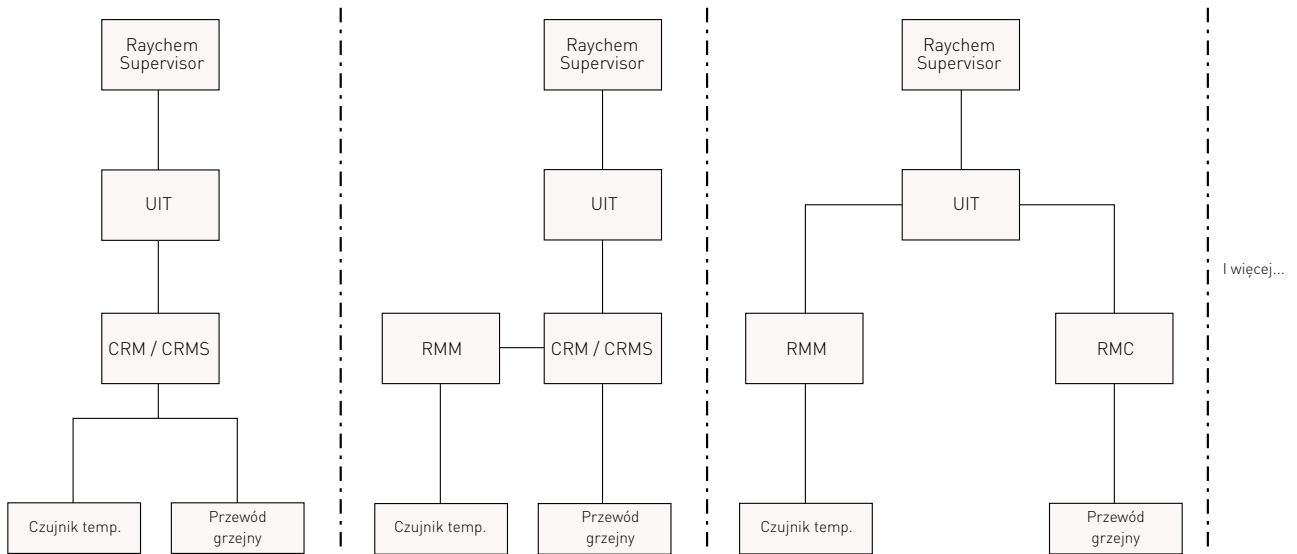 Raychem
Supervisor
UIT
CRM / CRMS
Czujnik temp.
Przewód
grzejny
Raychem
Supervisor
UIT
RMM
CRM / CRMS
Czujnik temp.
Przewód
grzejny
Raychem
Supervisor
UIT
RMM
RMC
Czujnik temp.
Przewód
grzejny
I więcej...